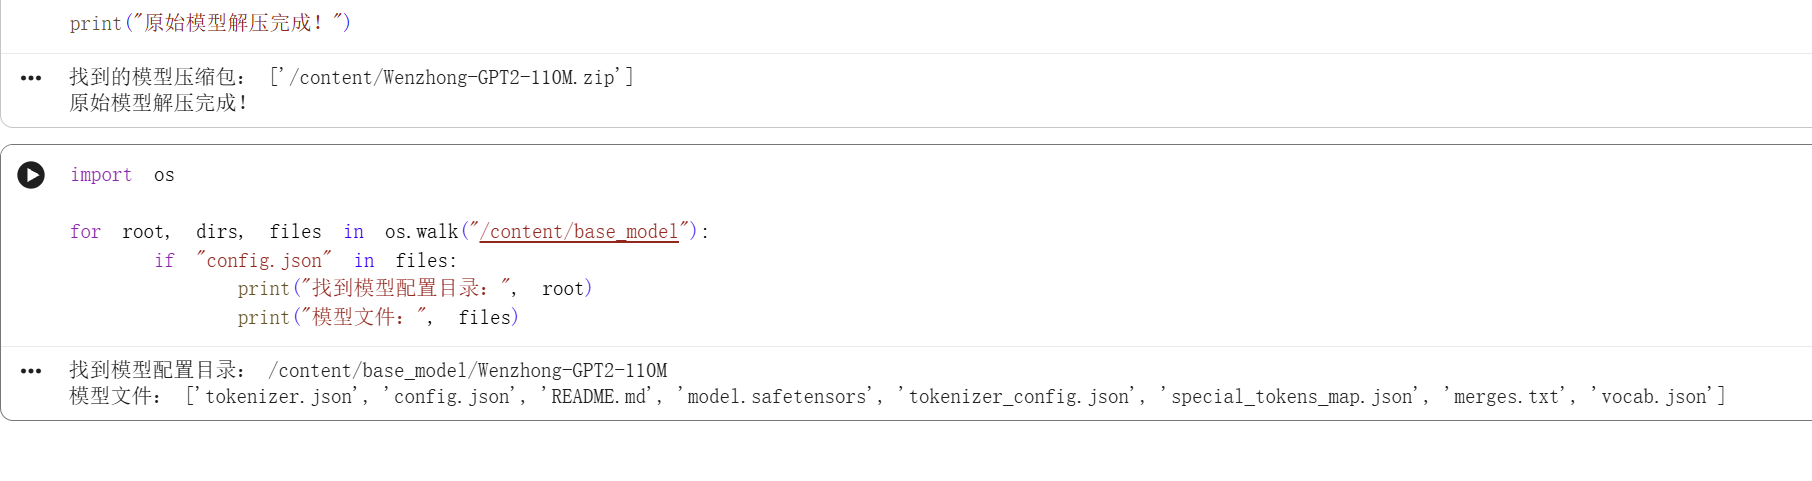 print("原始模型解压完成！")
找到的模型压缩包： ['/content/Wenzhong-GPT2-110M.zip']
原始模型解压完成！
import os
for root, dirs, files in os.walk("/content/base_model"):
if "config.json" in files:
print("找到模型配置目录：", root)
print("模型文件：", files)
找到模型配置目录： /content/base_model/Wenzhong-GPT2-110M
模型文件： ['tokenizer.json', 'config.json', 'README.md', 'model.safetensors', 'tokenizer_config.json', 'special_tokens_map.json', 'merges.txt', 'vocab.json']